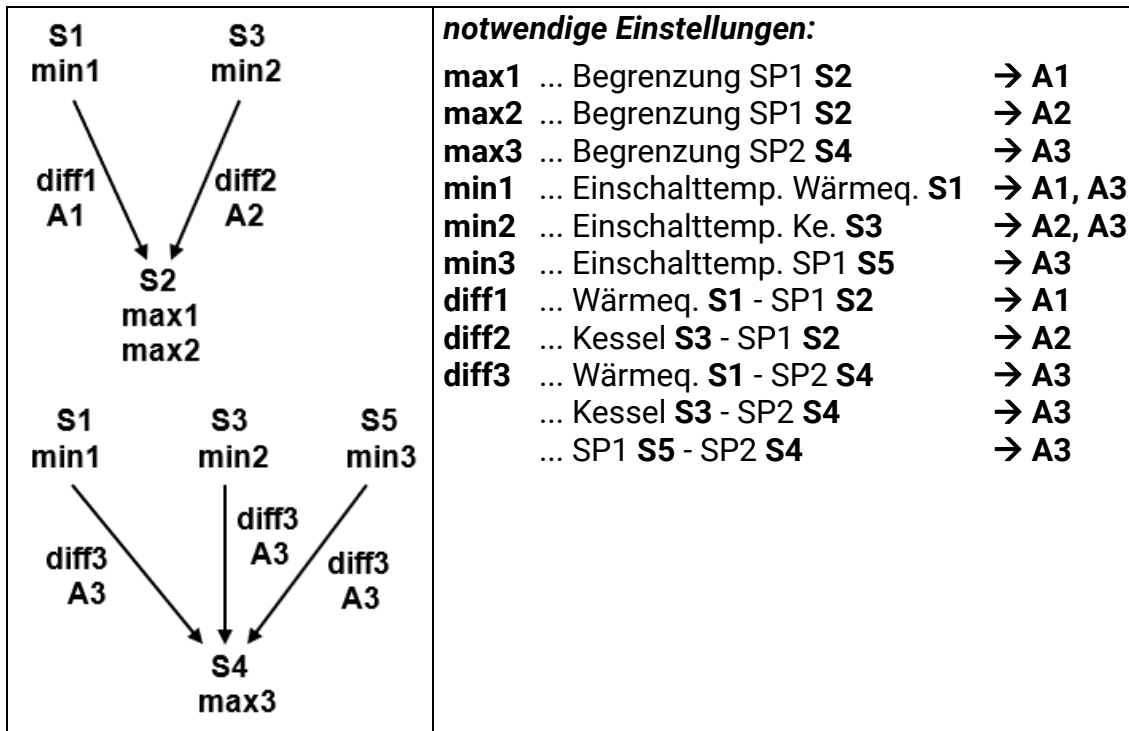 S1 S3
min1 min2
diff1 diff2
A1 A2
S2
max1
max2
S1 S3 S5
min1 min2 min3
diff3
A3
diff3 diff3
A3 A3
S4
max3
notwendige Einstellungen:
max1 ... Begrenzung SP1 S2 → A1
max2 ... Begrenzung SP1 S2 → A2
max3 ... Begrenzung SP2 S4 → A3
min1 ... Einschalttemp. Wärmeq. S1 → A1, A3
min2 ... Einschalttemp. Ke. S3 → A2, A3
min3 ... Einschalttemp. SP1 S5 → A3
diff1 ... Wärmeq. S1 - SP1 S2 → A1
diff2 ... Kessel S3 - SP1 S2 → A2
diff3 ... Wärmeq. S1 - SP2 S4 → A3
... Kessel S3 - SP2 S4 → A3
... SP1 S5 - SP2 S4 → A3